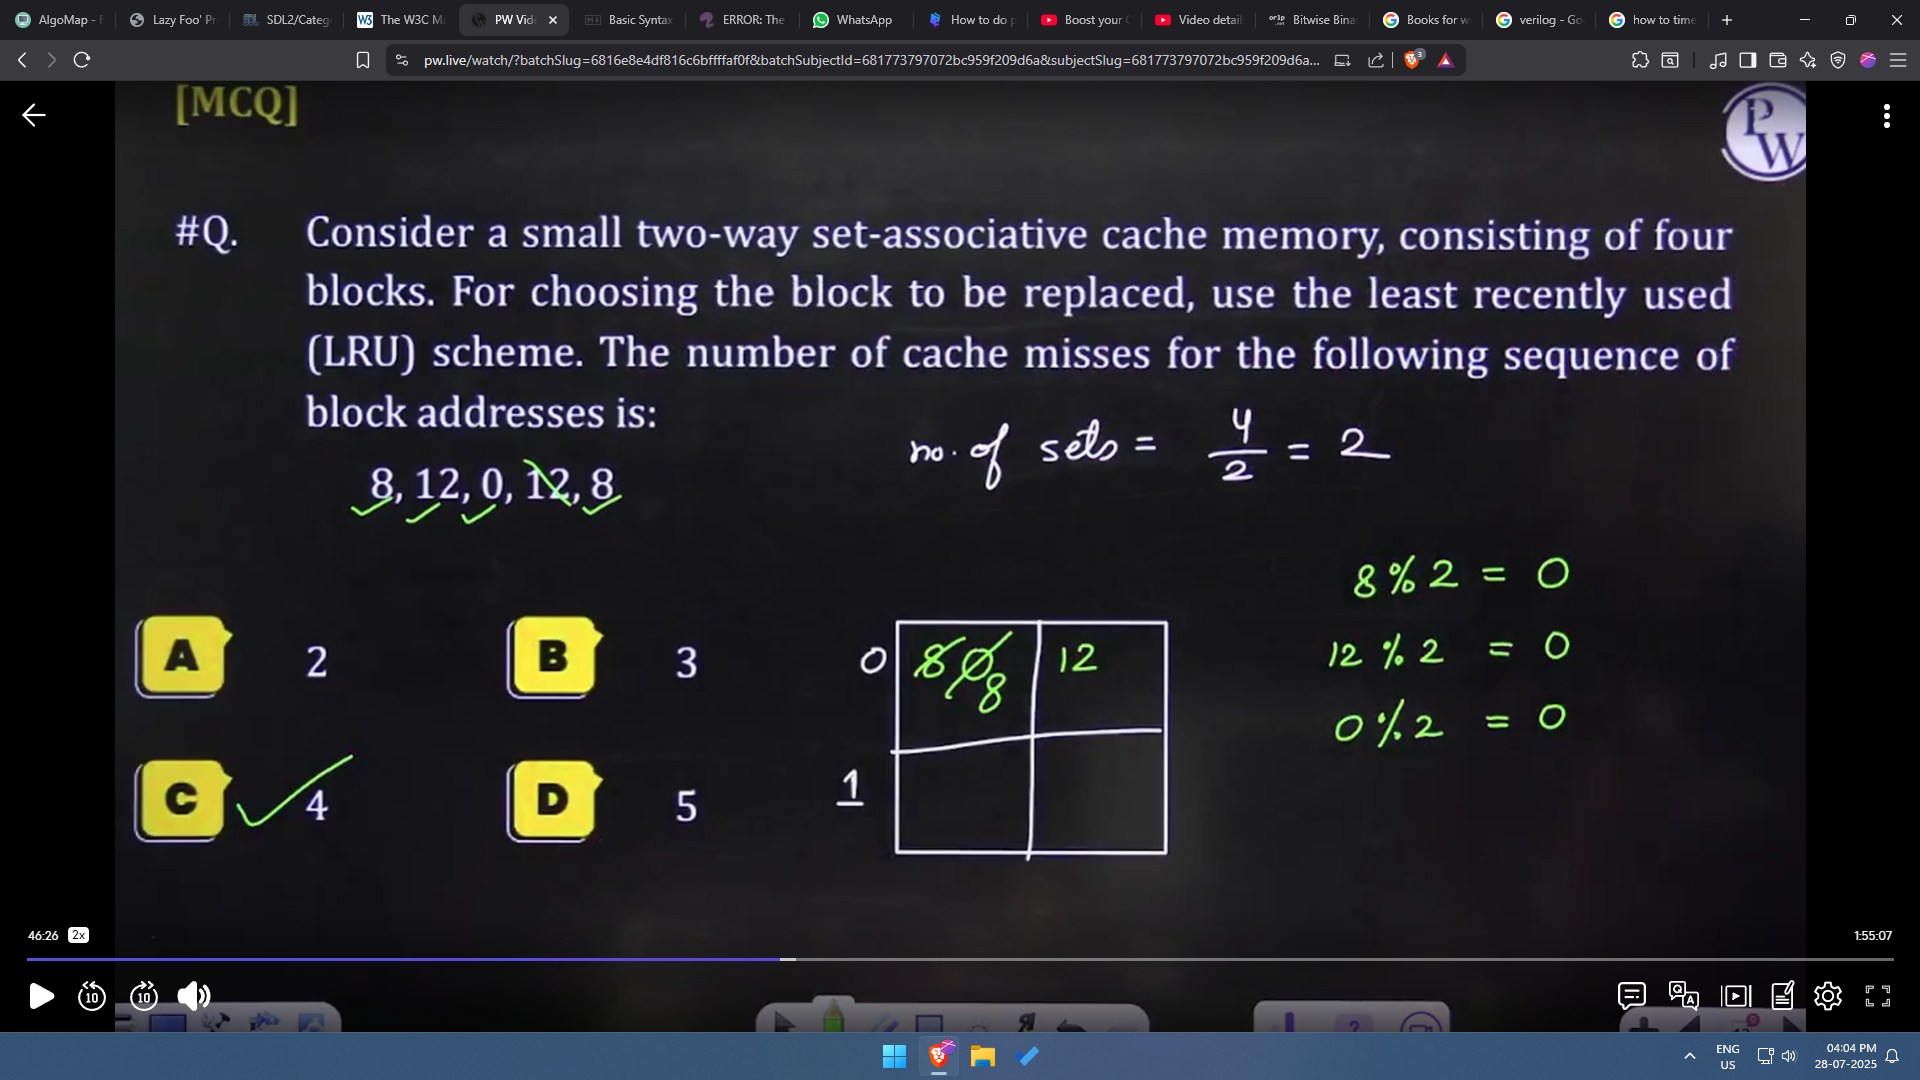 AlgoMap - F
Lazy Foo' Pr
SDL2/Categ
The W3C Ma
PW Vide
Basic Syntax
ERROR: The
WhatsApp
How to do p
Boost your C
Video detail
Bitwise Bina
Books for w
verilog - Go
how to time
pw.live/watch/?batchSlug=6816e8e4df816c6bffffaf0f&batchSubjectId=681773797072bc959f209d6a&subjectSlug=681773797072bc959f209d6a...
3
[MCQ]
PW
#Q. Consider a small two-way set-associative cache memory, consisting of four
blocks. For choosing the block to be replaced, use the least recently used
(LRU) scheme. The number of cache misses for the following sequence of
block addresses is:
no. of sets = 4/2 = 2
8, 12, 0, 12, 8
8 % 2 = 0
12 % 2 = 0
0 % 2 = 0
A 2
B 3
0 8 0 8 12
C 4
D 5
1
46:26 2x
1:55:07
10 10
ENG
US
04:04 PM
28-07-2025